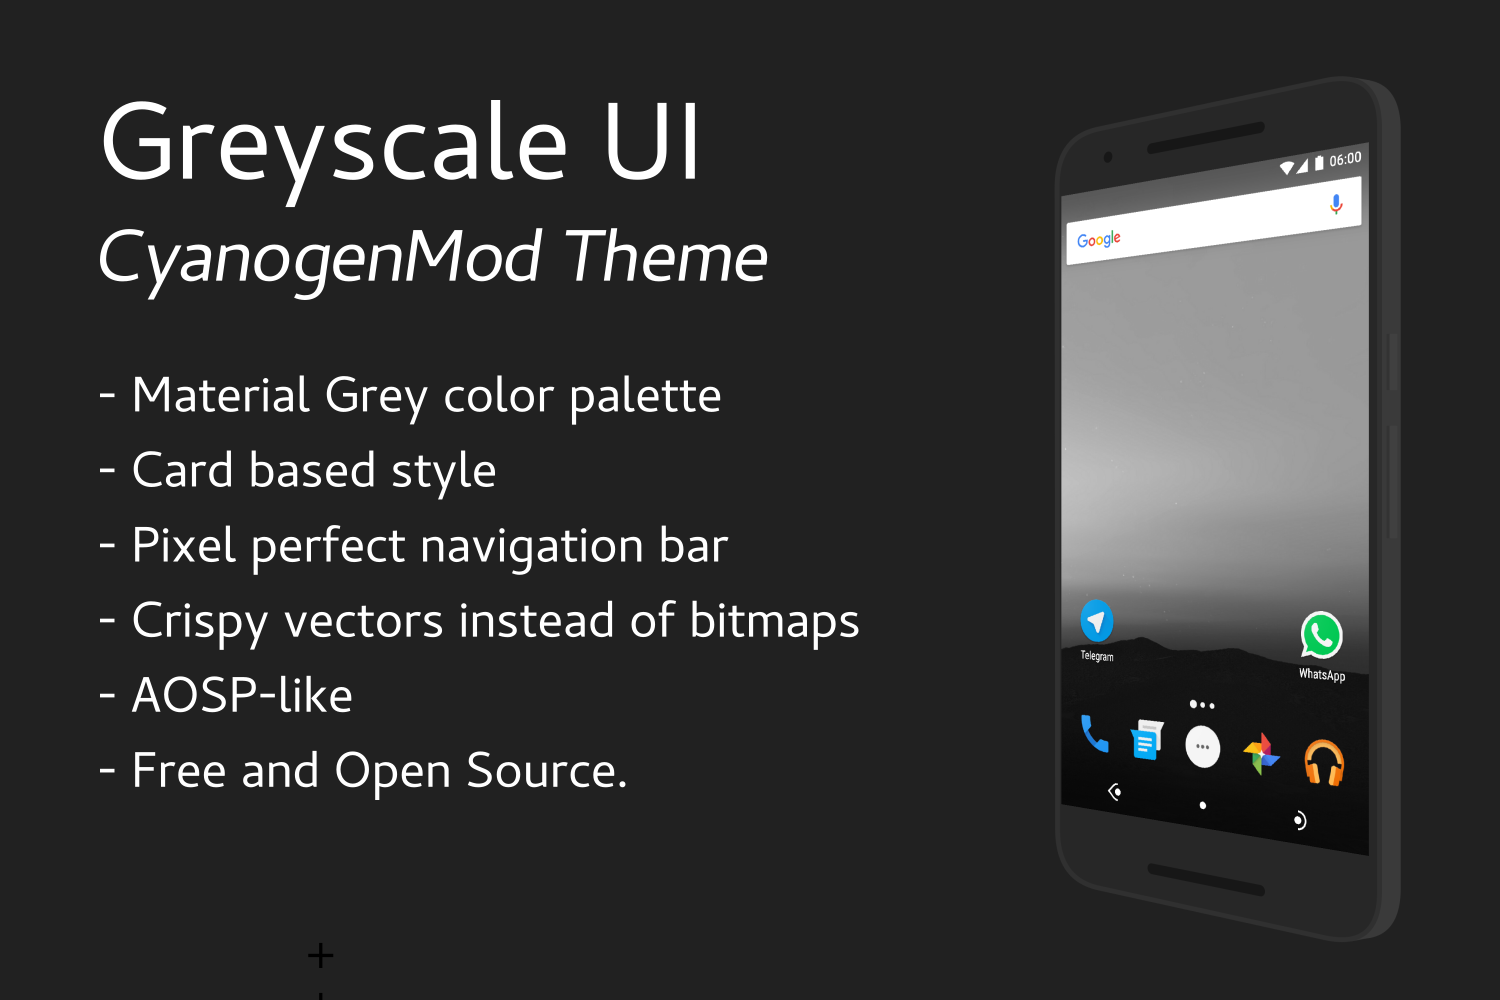 Greyscale UI
CyanogenMod Theme
- Material Grey color palette
- Card based style
- Pixel perfect navigation bar
- Crispy vectors instead of bitmaps
- AOSP-like
- Free and Open Source.
+
06:00
Google
Telegram
WhatsApp